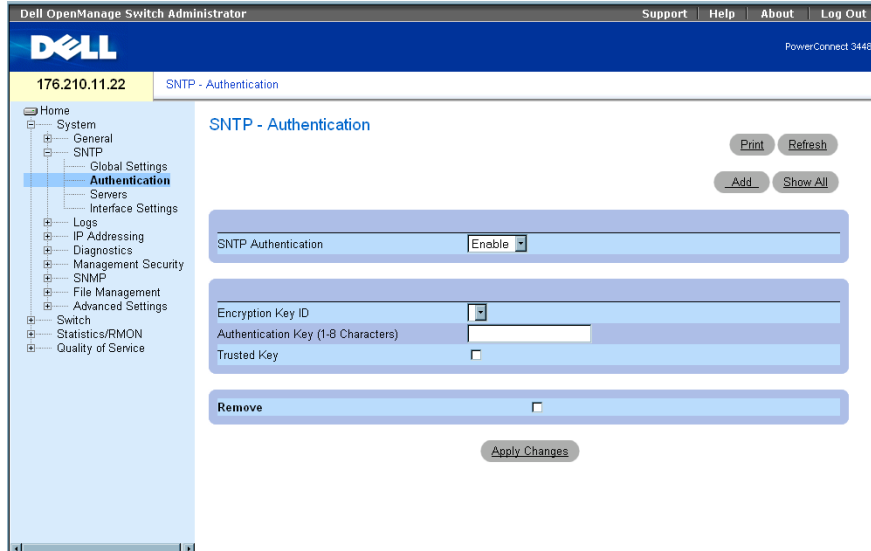 Dell OpenManage Switch Administrator
Support Help About Log Out
DELL
PowerConnect 3448
176.210.11.22
SNTP - Authentication
Home
System
General
SNTP
Global Settings
Authentication
Servers
Interface Settings
Logs
IP Addressing
Diagnostics
Management Security
SNMP
File Management
Advanced Settings
Switch
Statistics/RMON
Quality of Service
SNTP - Authentication
Print Refresh
Add Show All
SNTP Authentication Enable
Encryption Key ID
Authentication Key (1-8 Characters)
Trusted Key
Remove
Apply Changes